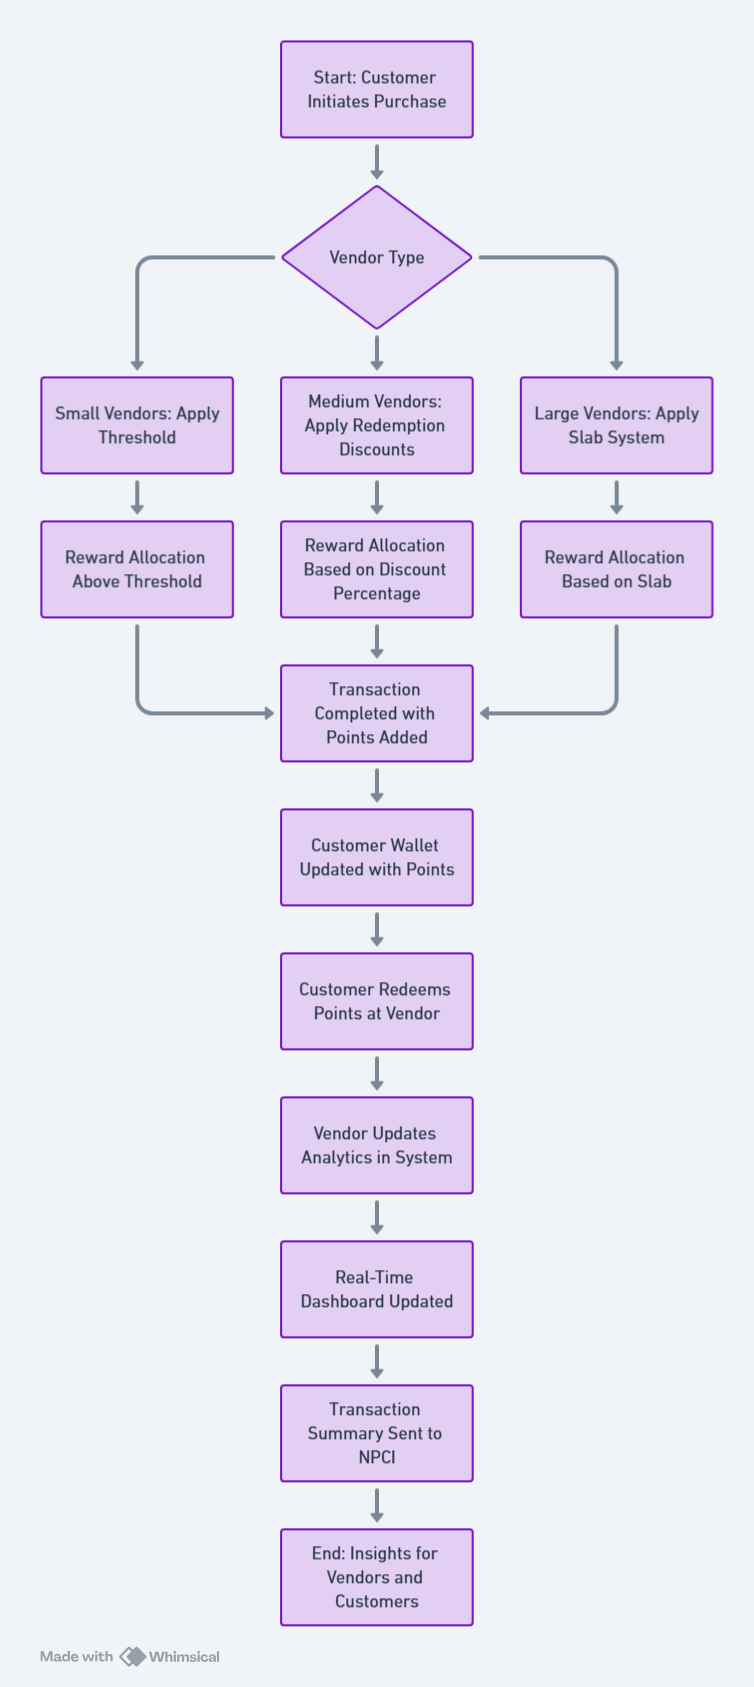 Start: Customer
Initiates Purchase
Vendor Type
Small Vendors: Apply
Threshold
Medium Vendors:
Apply Redemption
Discounts
Large Vendors: Apply
Slab System
Reward Allocation
Above Threshold
Reward Allocation
Based on Discount
Percentage
Reward Allocation
Based on Slab
Transaction
Completed with
Points Added
Customer Wallet
Updated with Points
Customer Redeems
Points at Vendor
Vendor Updates
Analytics in System
Real-Time
Dashboard Updated
Transaction
Summary Sent to
NPCI
End: Insights for
Vendors and
Customers
Made with Whimsical